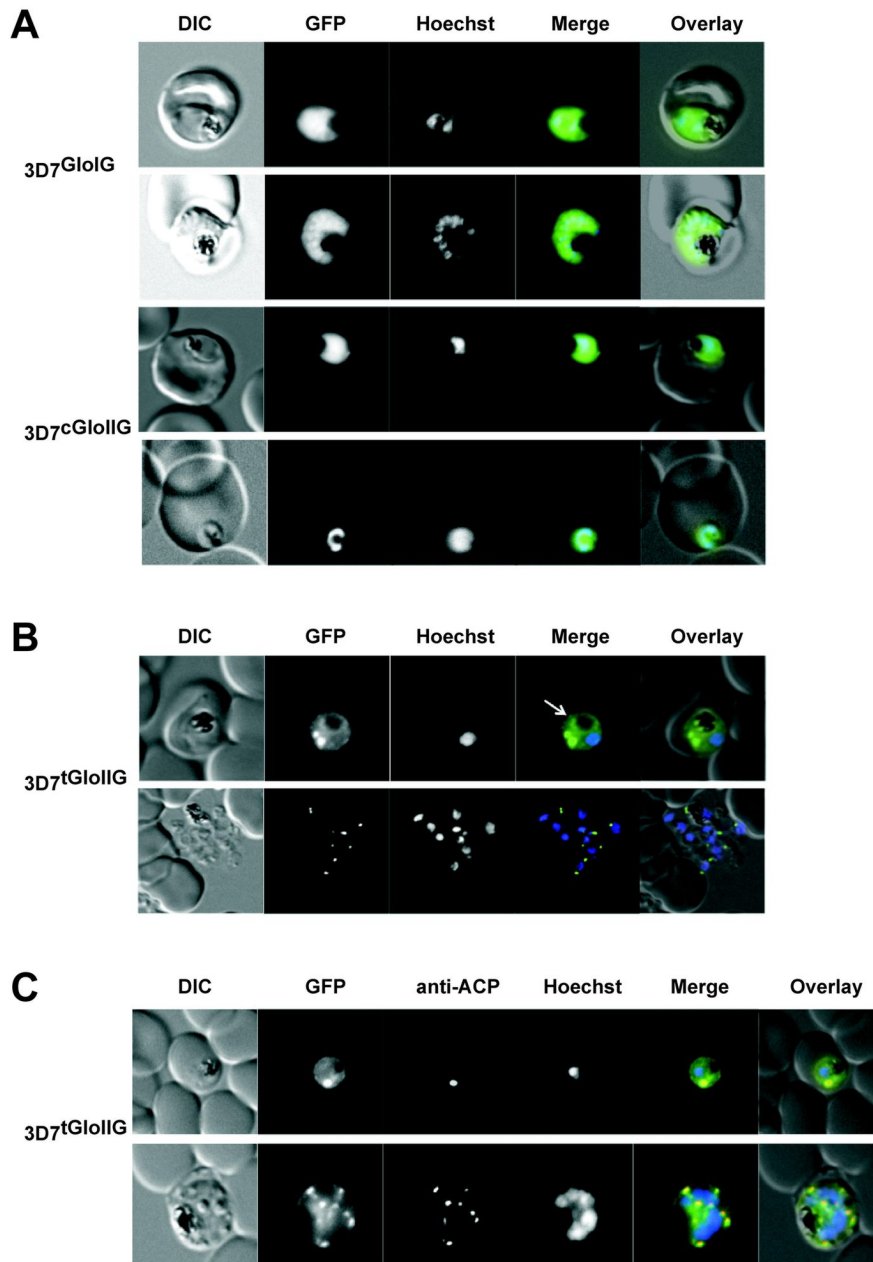 A
DIC GFP Hoechst Merge Overlay
3D7GloIG
3D7cGloIIG
B
DIC GFP Hoechst Merge Overlay
3D7tGloIIG
C
DIC GFP anti-ACP Hoechst Merge Overlay
3D7tGloIIG